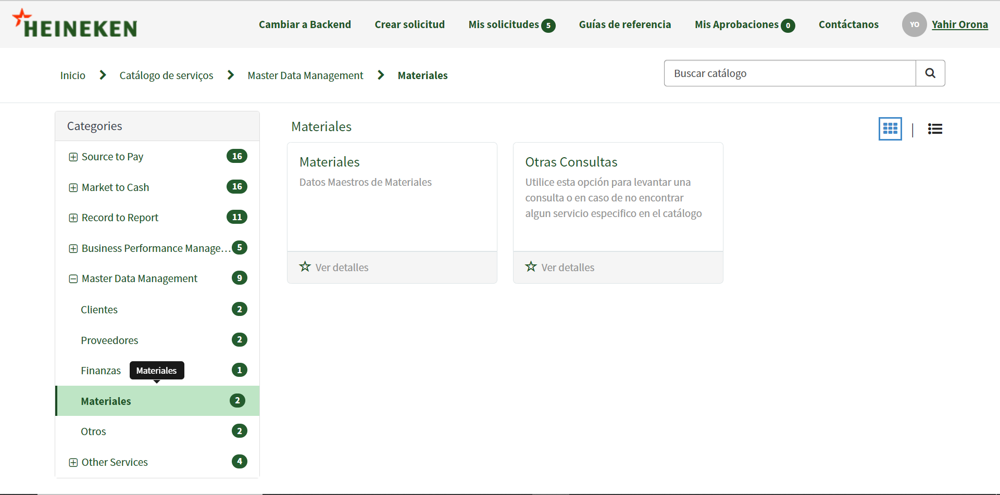 HEINEKEN
Cambiar a Backend
Crear solicitud
Mis solicitudes 5
Guías de referencia
Mis Aprobaciones 0
Contáctanos
YO Yahir Orona
Inicio
Catálogo de serviços
Master Data Management
Materiales
Buscar catálogo
Categories
Source to Pay 16
Market to Cash 16
Record to Report 11
Business Performance Manage... 5
Master Data Management 9
Clientes 2
Proveedores 2
Finanzas 1
Materiales
Materiales 2
Otros 2
Other Services 4
Materiales
Materiales
Datos Maestros de Materiales
Ver detalles
Otras Consultas
Utilice esta opción para levantar una
consulta o en caso de no encontrar
algun servicio especifico en el catálogo
Ver detalles